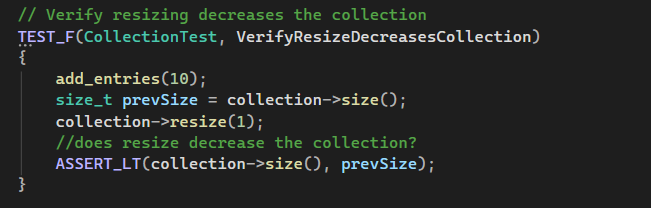 // Verify resizing decreases the collection
TEST_F(CollectionTest, VerifyResizeDecreasesCollection)
{
    add_entries(10);
    size_t prevSize = collection->size();
    collection->resize(1);
    //does resize decrease the collection?
    ASSERT_LT(collection->size(), prevSize);
}